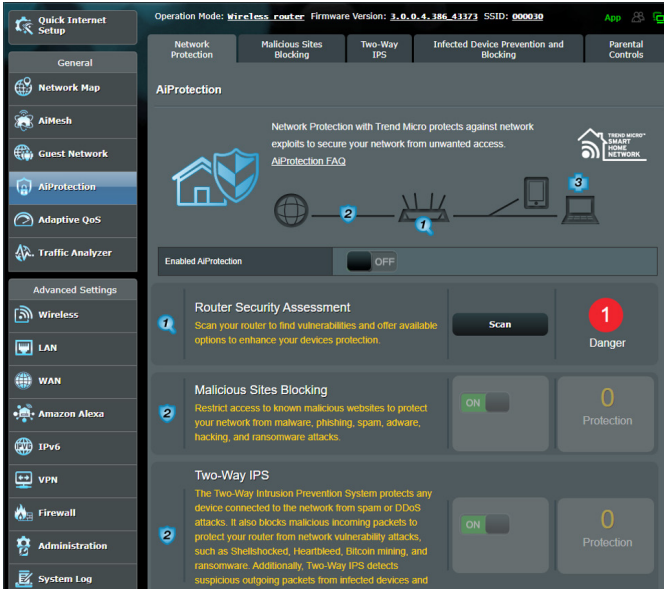 Quick Internet
Setup
Operation Mode: Wireless router Firmware Version: 3.0.0.4.386_43373 SSID: 000030
App
General
Network Map
AiMesh
Guest Network
AiProtection
Adaptive QoS
Traffic Analyzer
Advanced Settings
Wireless
LAN
WAN
Amazon Alexa
IPv6
VPN
Firewall
Administration
System Log
Network
Protection
Malicious Sites
Blocking
Two-Way
IPS
Infected Device Prevention and
Blocking
Parental
Controls
AiProtection
Network Protection with Trend Micro protects against network
exploits to secure your network from unwanted access.
AiProtection FAQ
TREND MICRO™
SMART
HOME
NETWORK
3
2
1
Enabled AiProtection
OFF
1
Router Security Assessment
Scan your router to find vulnerabilities and offer available
options to enhance your devices protection.
Scan
1
Danger
2
Malicious Sites Blocking
Restrict access to known malicious websites to protect
your network from malware, phishing, spam, adware,
hacking, and ransomware attacks.
ON
0
Protection
2
Two-Way IPS
The Two-Way Intrusion Prevention System protects any
device connected to the network from spam or DDoS
attacks. It also blocks malicious incoming packets to
protect your router from network vulnerability attacks,
such as Shellshocked, Heartbleed, Bitcoin mining, and
ransomware. Additionally, Two-Way IPS detects
suspicious outgoing packets from infected devices and
ON
0
Protection